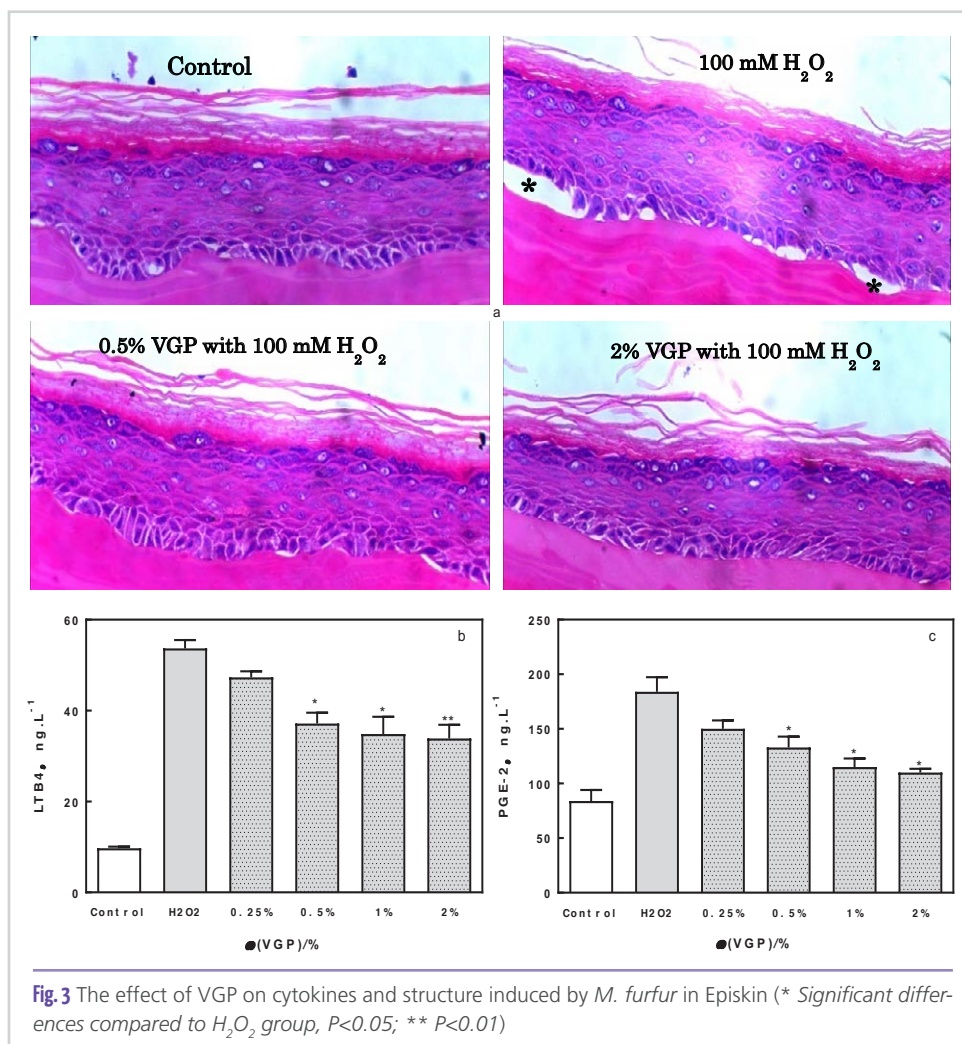 Control
100 mM H₂O₂
*
*
a
0.5% VGP with 100 mM H₂O₂
2% VGP with 100 mM H₂O₂
60
40
20
0
LTB4, ng.L⁻¹
b
*
*
**
Control H2O2 0.25% 0.5% 1% 2%
(VGP)/%
250
200
150
100
50
0
PGE-2, ng.L⁻¹
c
*
*
*
Control H2O2 0.25% 0.5% 1% 2%
(VGP)/%
Fig. 3 The effect of VGP on cytokines and structure induced by M. furfur in Episkin (* Significant differ-
ences compared to H₂O₂ group, P<0.05; ** P<0.01)